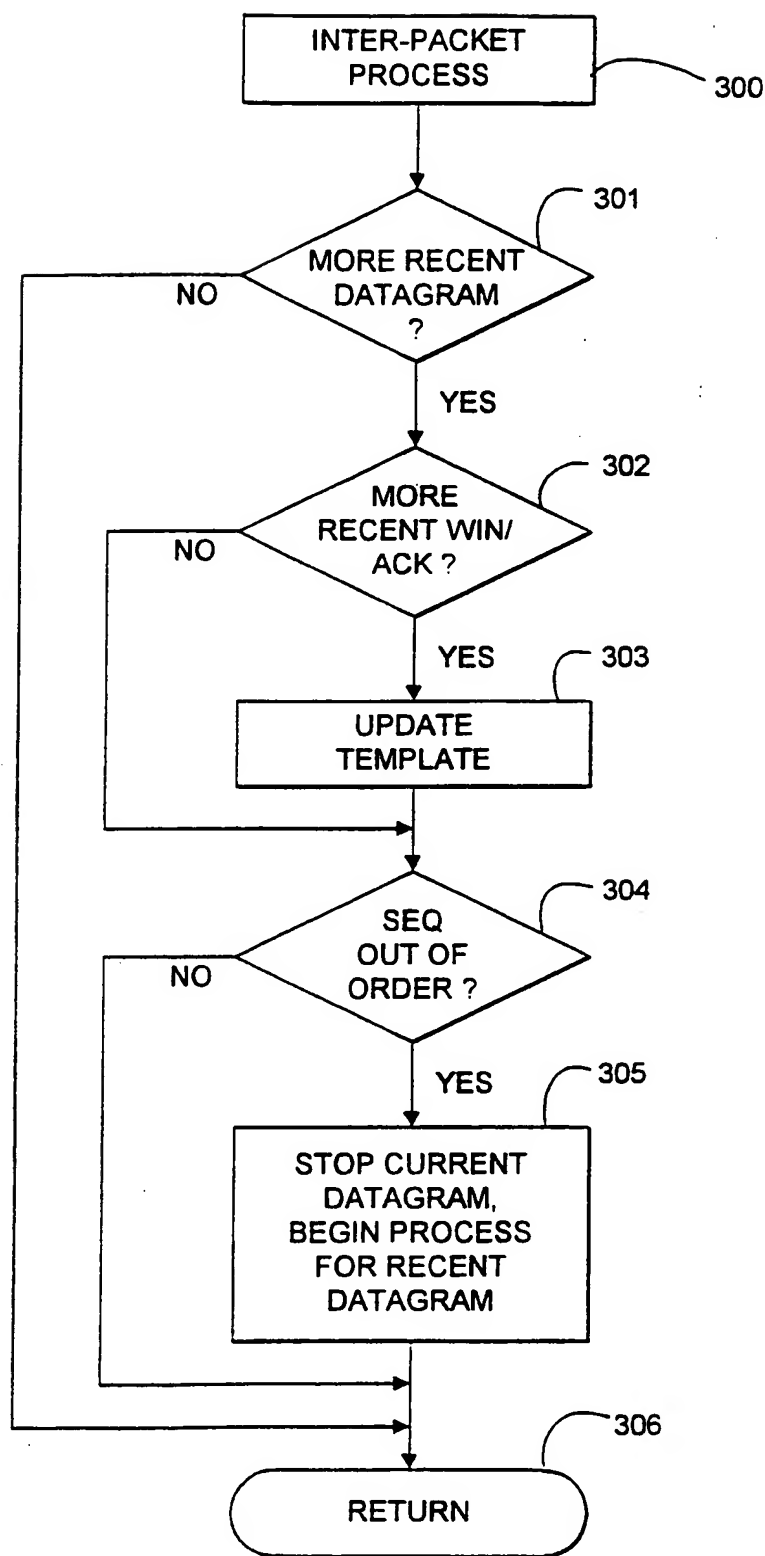 INTER-PACKET
PROCESS
300
301
MORE RECENT
DATAGRAM
?
NO
YES
302
MORE
RECENT WIN/
ACK ?
NO
YES
303
UPDATE
TEMPLATE
304
SEQ
OUT OF
ORDER ?
NO
YES
305
STOP CURRENT
DATAGRAM,
BEGIN PROCESS
FOR RECENT
DATAGRAM
306
RETURN